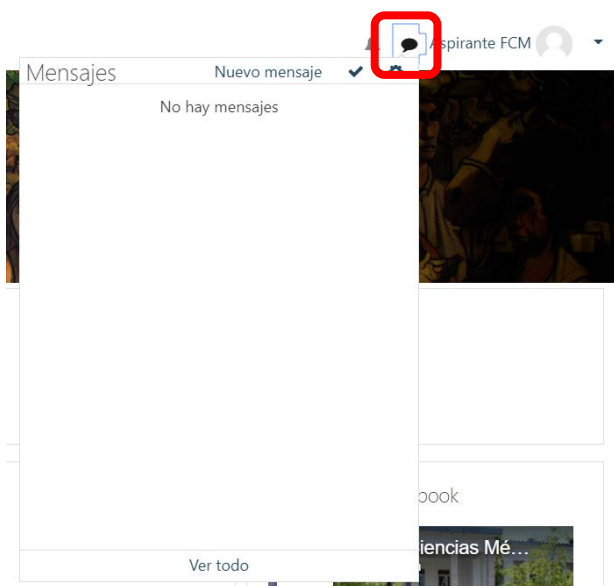 Aspirante FCM
Mensajes
Nuevo mensaje
No hay mensajes
book
iencias Mé...
Ver todo